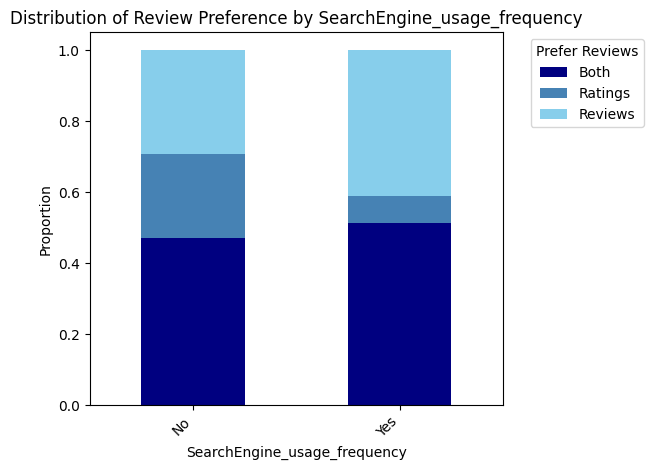 Distribution of Review Preference by SearchEngine_usage_frequency
Prefer Reviews
Both
Ratings
Reviews
1.0
0.8
0.6
0.4
0.2
0.0
Proportion
No
Yes
SearchEngine_usage_frequency